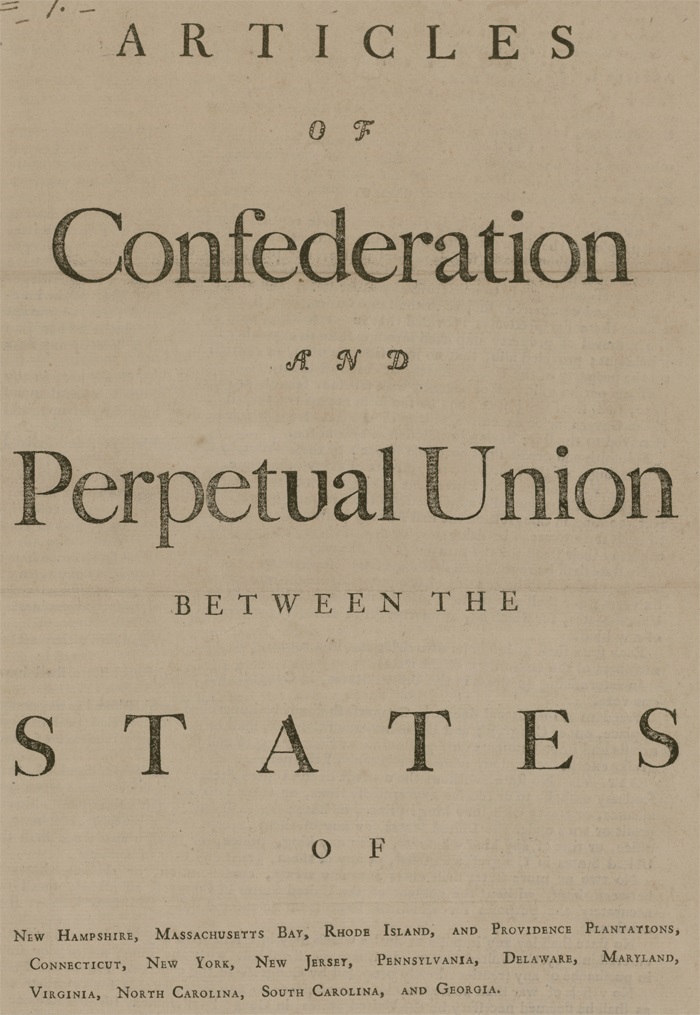 ARTICLES
OF
Confederation
AND
Perpetual Union
BETWEEN THE
STATES
OF
New Hampshire, Massachusetts Bay, Rhode Island, and Providence Plantations,
Connecticut, New York, New Jersey, Pennsylvania, Delaware, Maryland,
Virginia, North Carolina, South Carolina, and Georgia.